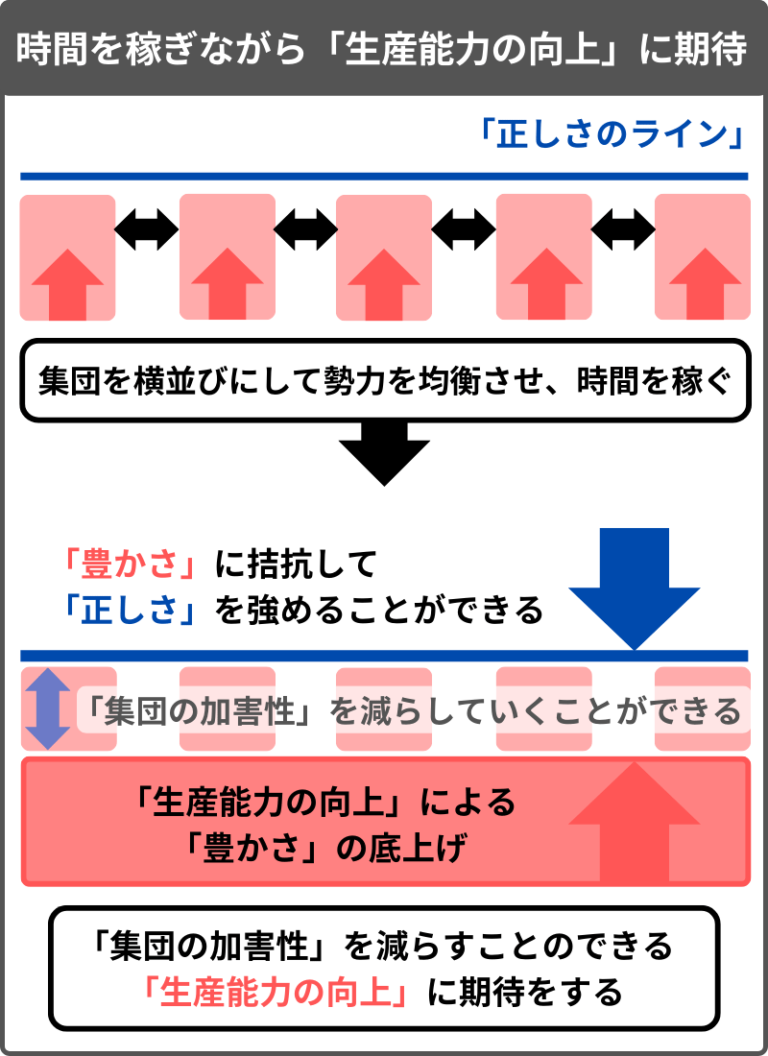 時間を稼ぎながら「生産能力の向上」に期待
「正しさのライン」
集団を横並びにして勢力を均衡させ、時間を稼ぐ
「豊かさ」に拮抗して
「正しさ」を強めることができる
「集団の加害性」を減らしていくことができる
「生産能力の向上」による
「豊かさ」の底上げ
「集団の加害性」を減らすことのできる
「生産能力の向上」に期待をする